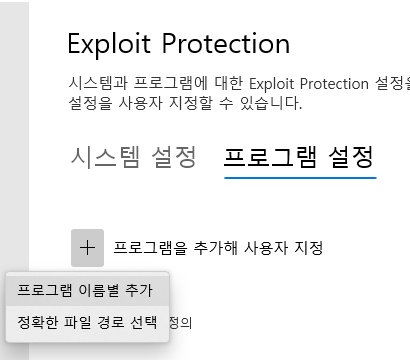 Exploit Protection
시스템과 프로그램에 대한 Exploit Protection 설정을
설정을 사용자 지정할 수 있습니다.
시스템 설정 프로그램 설정
프로그램을 추가해 사용자 지정
프로그램 이름별 추가
정확한 파일 경로 선택
정의